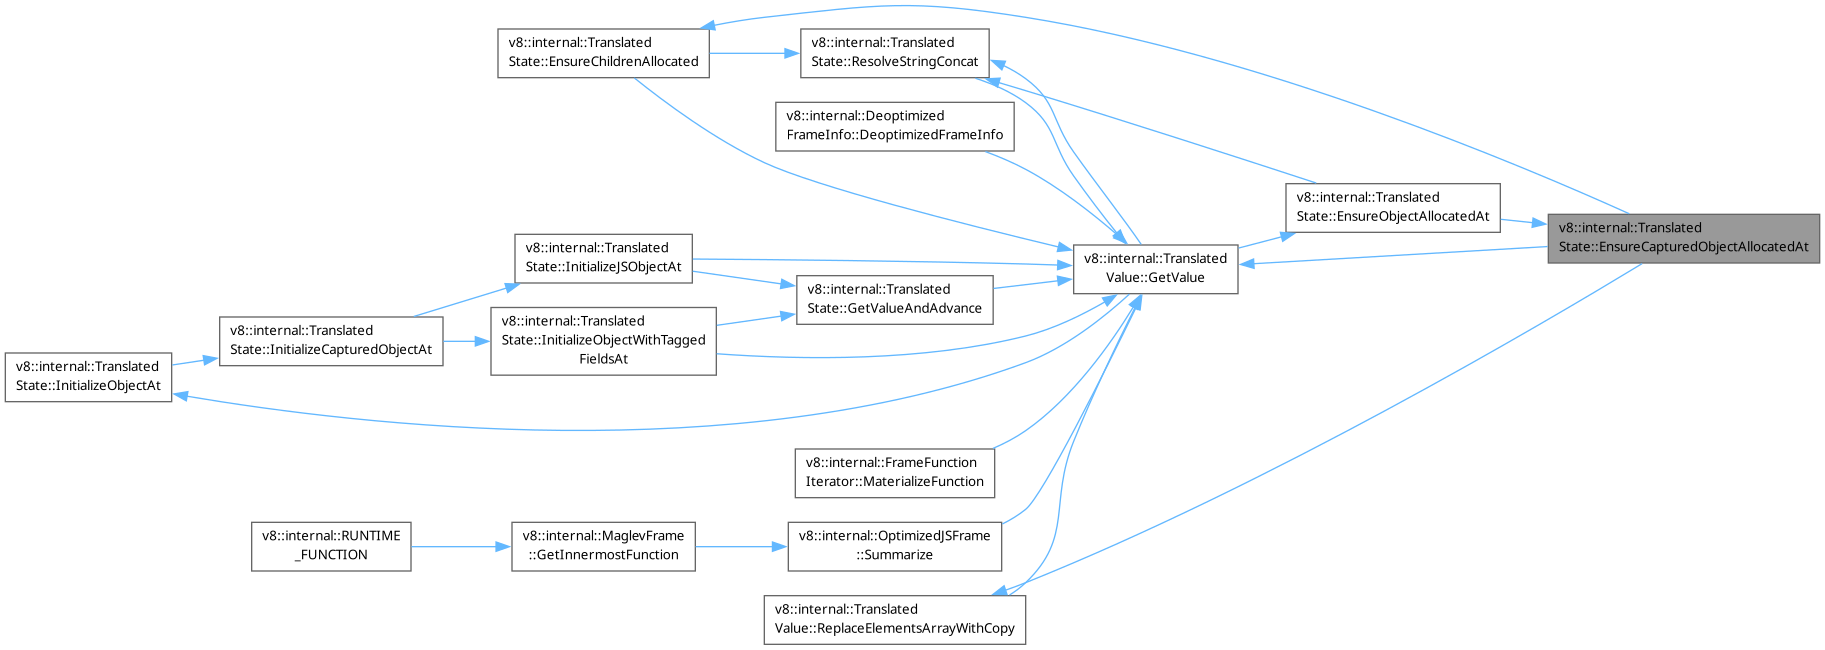 v8::internal::Translated
State::EnsureChildrenAllocated
v8::internal::Translated
State::ResolveStringConcat
v8::internal::Deoptimized
FrameInfo::DeoptimizedFrameInfo
v8::internal::Translated
State::EnsureObjectAllocatedAt
v8::internal::Translated
State::EnsureCapturedObjectAllocatedAt
v8::internal::Translated
State::InitializeJSObjectAt
v8::internal::Translated
Value::GetValue
v8::internal::Translated
State::GetValueAndAdvance
v8::internal::Translated
State::InitializeObjectWithTagged
FieldsAt
v8::internal::Translated
State::InitializeCapturedObjectAt
v8::internal::Translated
State::InitializeObjectAt
v8::internal::FrameFunction
Iterator::MaterializeFunction
v8::internal::RUNTIME
_FUNCTION
v8::internal::MaglevFrame
::GetInnermostFunction
v8::internal::OptimizedJSFrame
::Summarize
v8::internal::Translated
Value::ReplaceElementsArrayWithCopy